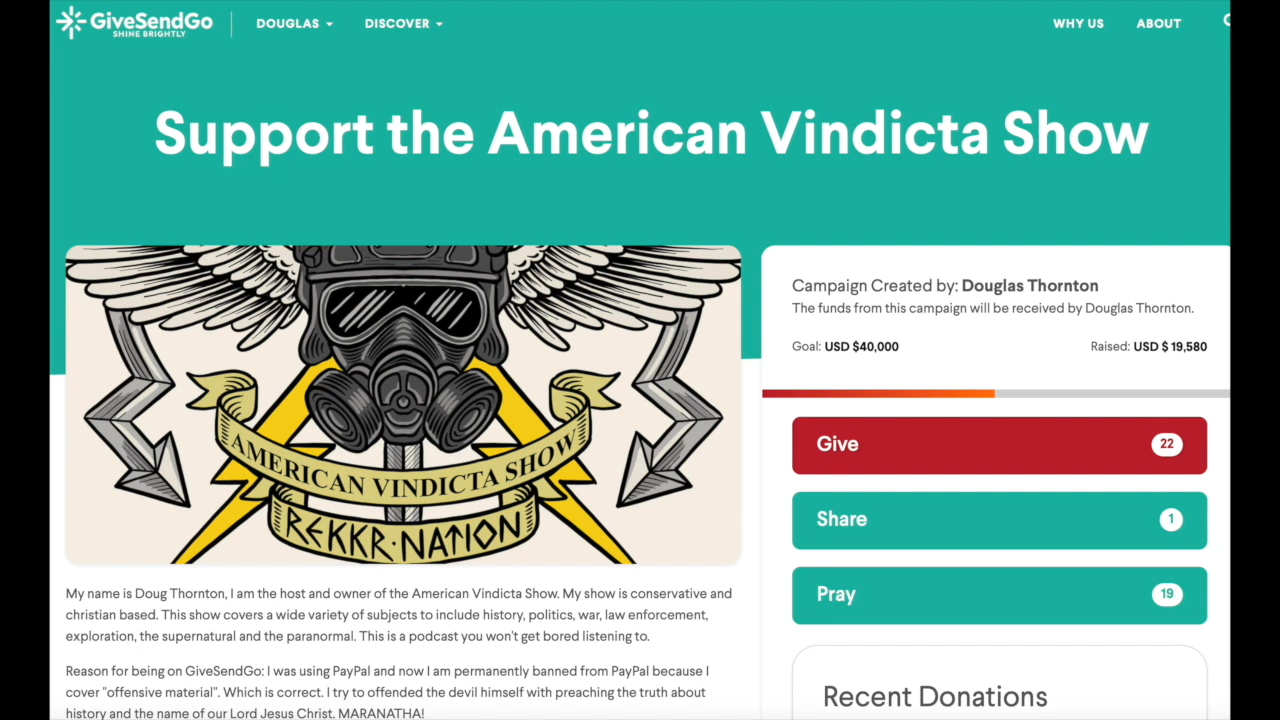 GiveSendGo
SHINE BRIGHTLY
DOUGLAS
DISCOVER
WHY US
ABOUT
Support the American Vindicta Show
AMERICAN VINDICTA SHOW
REKKR·NATION
My name is Doug Thornton, I am the host and owner of the American Vindicta Show. My show is conservative and
christian based. This show covers a wide variety of subjects to include history, politics, war, law enforcement,
exploration, the supernatural and the paranormal. This is a podcast you won't get bored listening to.
Reason for being on GiveSendGo: I was using PayPal and now I am permanently banned from PayPal because I
cover "offensive material". Which is correct. I try to offended the devil himself with preaching the truth about
history and the name of our Lord Jesus Christ. MARANATHA!
Campaign Created by: Douglas Thornton
The funds from this campaign will be received by Douglas Thornton.
Goal: USD $40,000
Raised: USD $ 19,580
Give 22
Share 1
Pray 19
Recent Donations